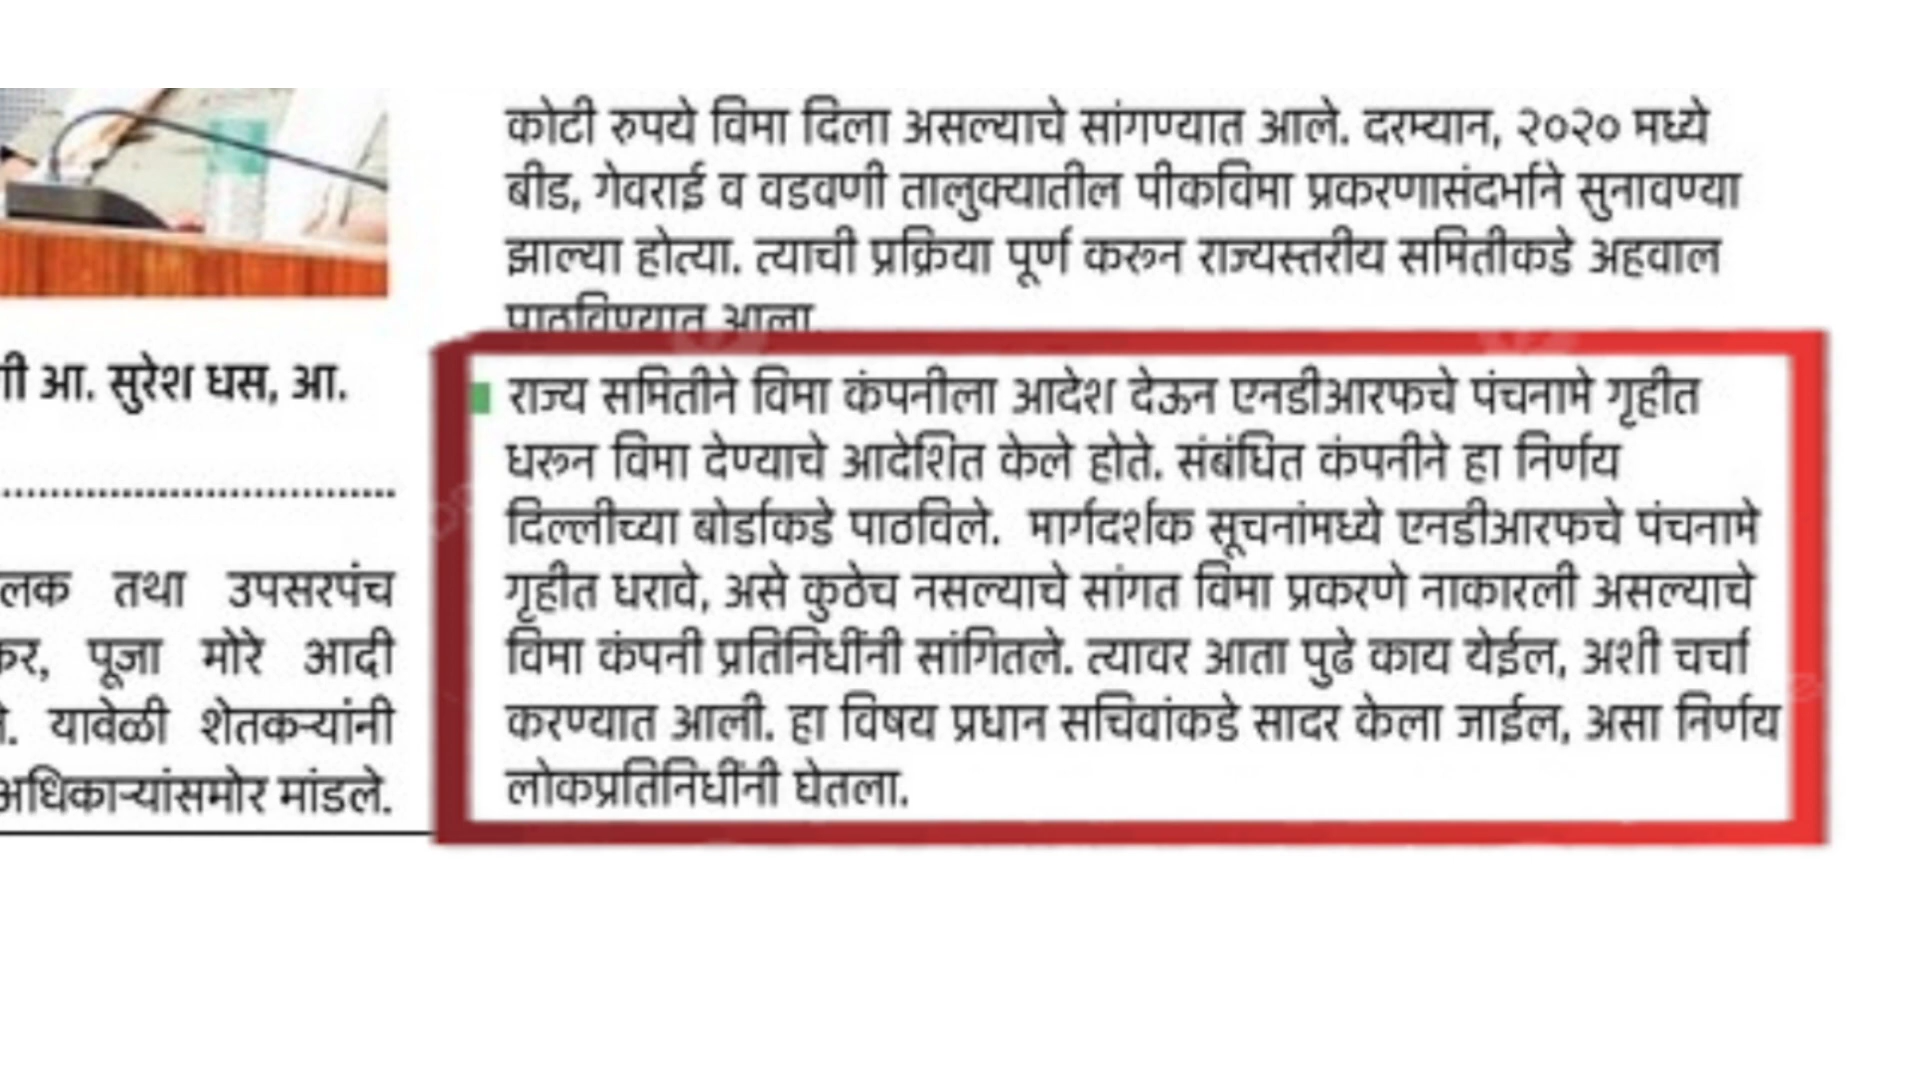 गी आ. सुरेश धस, आ.
लक तथा उपसरपंच
कर, पूजा मोरे आदी
यावेळी शेतकऱ्यांनी
अधिकाऱ्यांसमोर मांडले.
कोटी रुपये विमा दिला असल्याचे सांगण्यात आले. दरम्यान, २०२० मध्ये
बीड, गेवराई व वडवणी तालुक्यातील पीकविमा प्रकरणासंदर्भाने सुनावण्या
झाल्या होत्या. त्याची प्रक्रिया पूर्ण करून राज्यस्तरीय समितीकडे अहवाल
पाठविण्यात आला.
राज्य समितीने विमा कंपनीला आदेश देऊन एनडीआरफचे पंचनामे गृहीत
धरून विमा देण्याचे आदेशित केले होते. संबंधित कंपनीने हा निर्णय
दिल्लीच्या बोर्डाकडे पाठविले. मार्गदर्शक सूचनांमध्ये एनडीआरफचे पंचनामे
गृहीत धरावे, असे कुठेच नसल्याचे सांगत विमा प्रकरणे नाकारली असल्याचे
विमा कंपनी प्रतिनिधींनी सांगितले. त्यावर आता पुढे काय येईल, अशी चर्चा
करण्यात आली. हा विषय प्रधान सचिवांकडे सादर केला जाईल, असा निर्णय
लोकप्रतिनिधींनी घेतला.